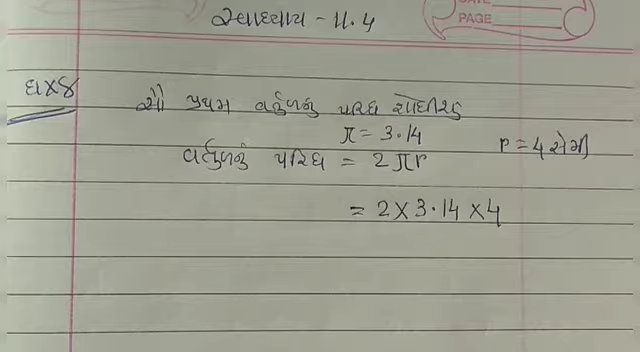 સ્વાધ્યાય - 11.4
PAGE
દાખલ
સૌ પ્રથમ વર્તુળનું પરિઘ શોધીશું
π = 3.14
r = 4 સેમી
વર્તુળનું પરિઘ = 2πr
= 2 × 3.14 × 4